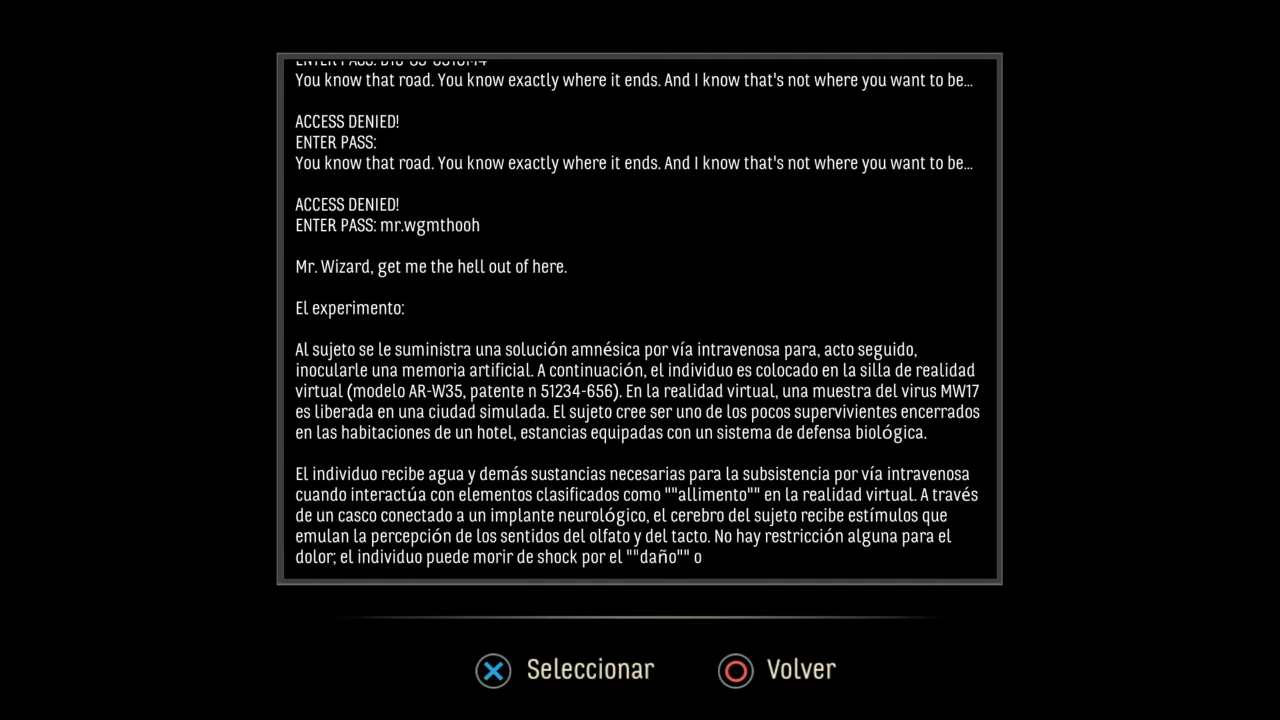 ENTER PASS:
You know that road. You know exactly where it ends. And I know that's not where you want to be...
ACCESS DENIED!
ENTER PASS:
You know that road. You know exactly where it ends. And I know that's not where you want to be...
ACCESS DENIED!
ENTER PASS: mr.wgmthooh
Mr. Wizard, get me the hell out of here.
El experimento:
Al sujeto se le suministra una solución amnésica por vía intravenosa para, acto seguido,
inocularle una memoria artificial. A continuación, el individuo es colocado en la silla de realidad
virtual (modelo AR-W35, patente n 51234-656). En la realidad virtual, una muestra del virus MW17
es liberada en una ciudad simulada. El sujeto cree ser uno de los pocos supervivientes encerrados
en las habitaciones de un hotel, estancias equipadas con un sistema de defensa biológica.
El individuo recibe agua y demás sustancias necesarias para la subsistencia por vía intravenosa
cuando interactúa con elementos clasificados como ""allimento"" en la realidad virtual. A través
de un casco conectado a un implante neurológico, el cerebro del sujeto recibe estímulos que
emulan la percepción de los sentidos del olfato y del tacto. No hay restricción alguna para el
dolor; el individuo puede morir de shock por el ""daño"" o
Seleccionar
Volver